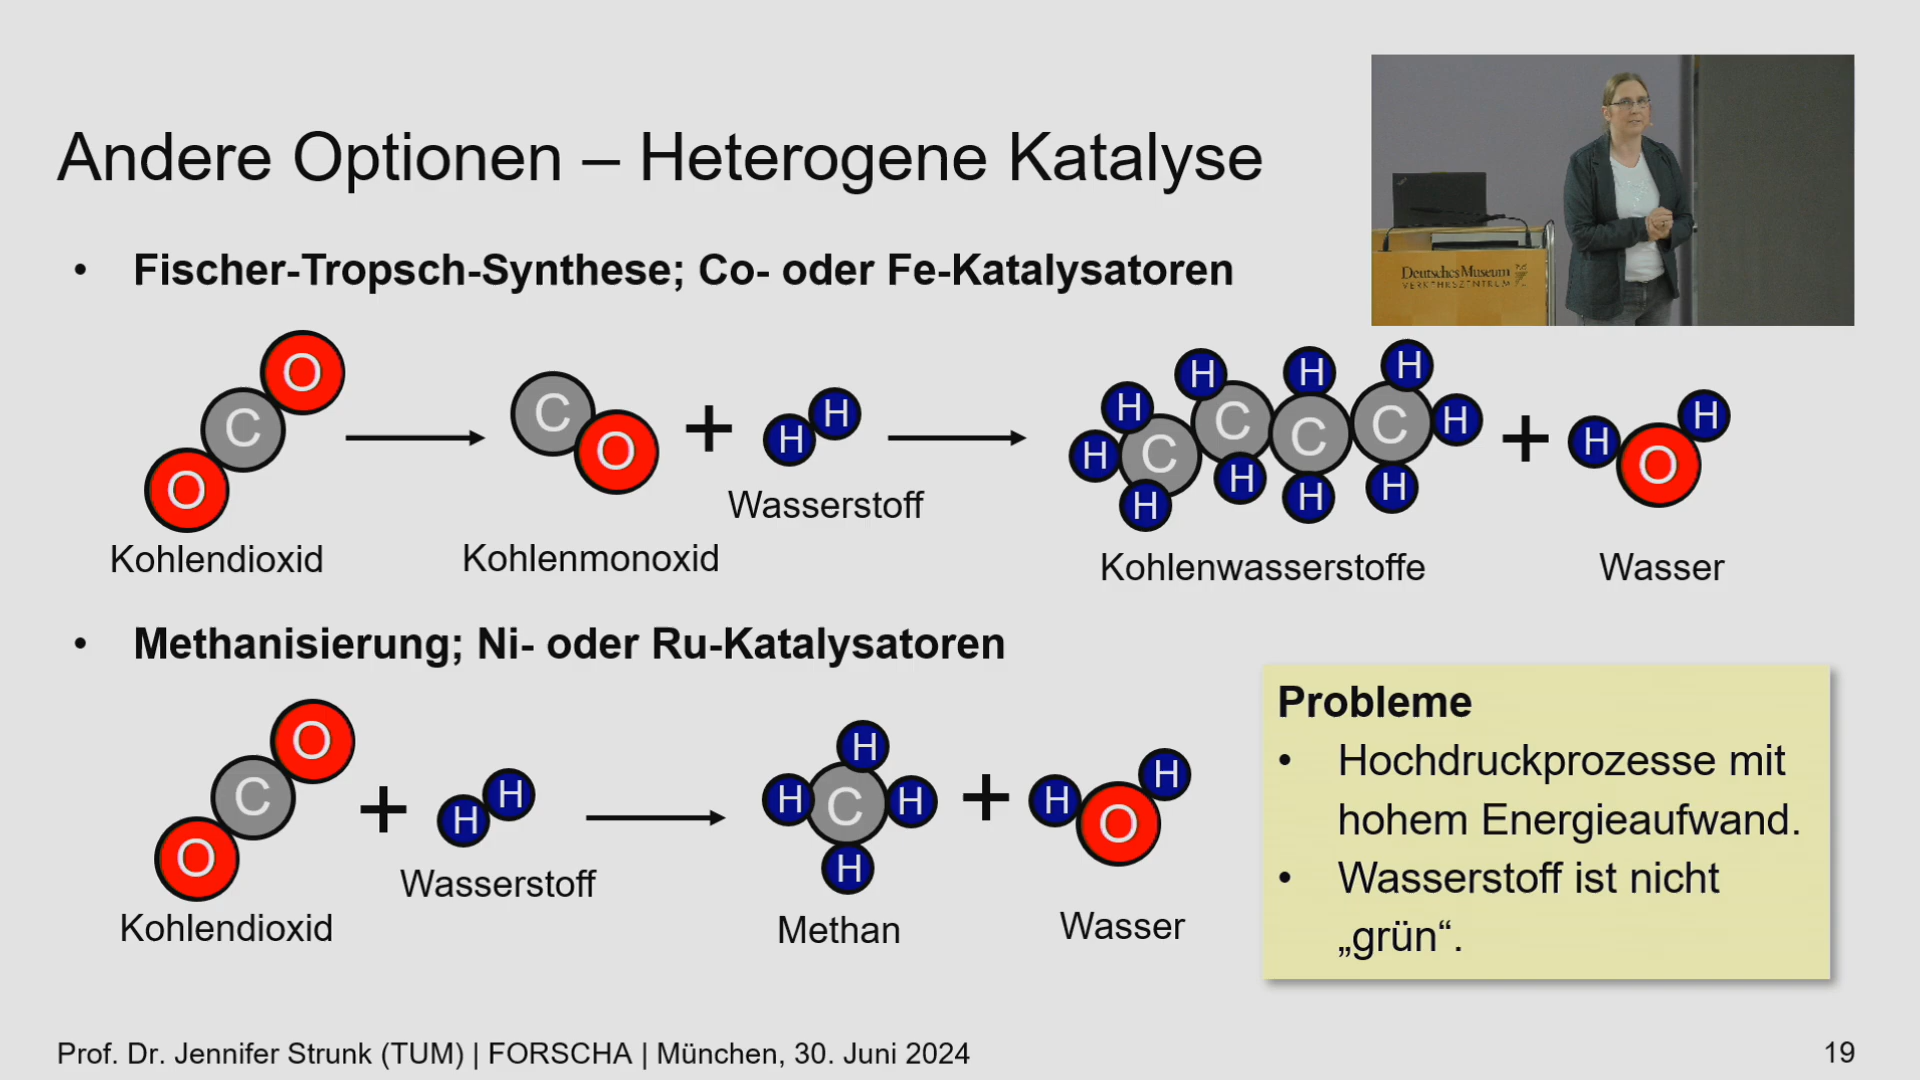 Andere Optionen – Heterogene Katalyse
Deutsches Museum
VERKEHRSZENTRUM
• Fischer-Tropsch-Synthese; Co- oder Fe-Katalysatoren
O C O
C O + H H
H H H H H H H H H H C C C C + H O H
Wasserstoff
Kohlendioxid
Kohlenmonoxid
Kohlenwasserstoffe
Wasser
• Methanisierung; Ni- oder Ru-Katalysatoren
O C O + H H
H H C H H + H O H
Wasserstoff
Kohlendioxid
Methan
Wasser
Probleme
• Hochdruckprozesse mit
hohem Energieaufwand.
• Wasserstoff ist nicht
„grün“.
Prof. Dr. Jennifer Strunk (TUM) | FORSCHA | München, 30. Juni 2024
19